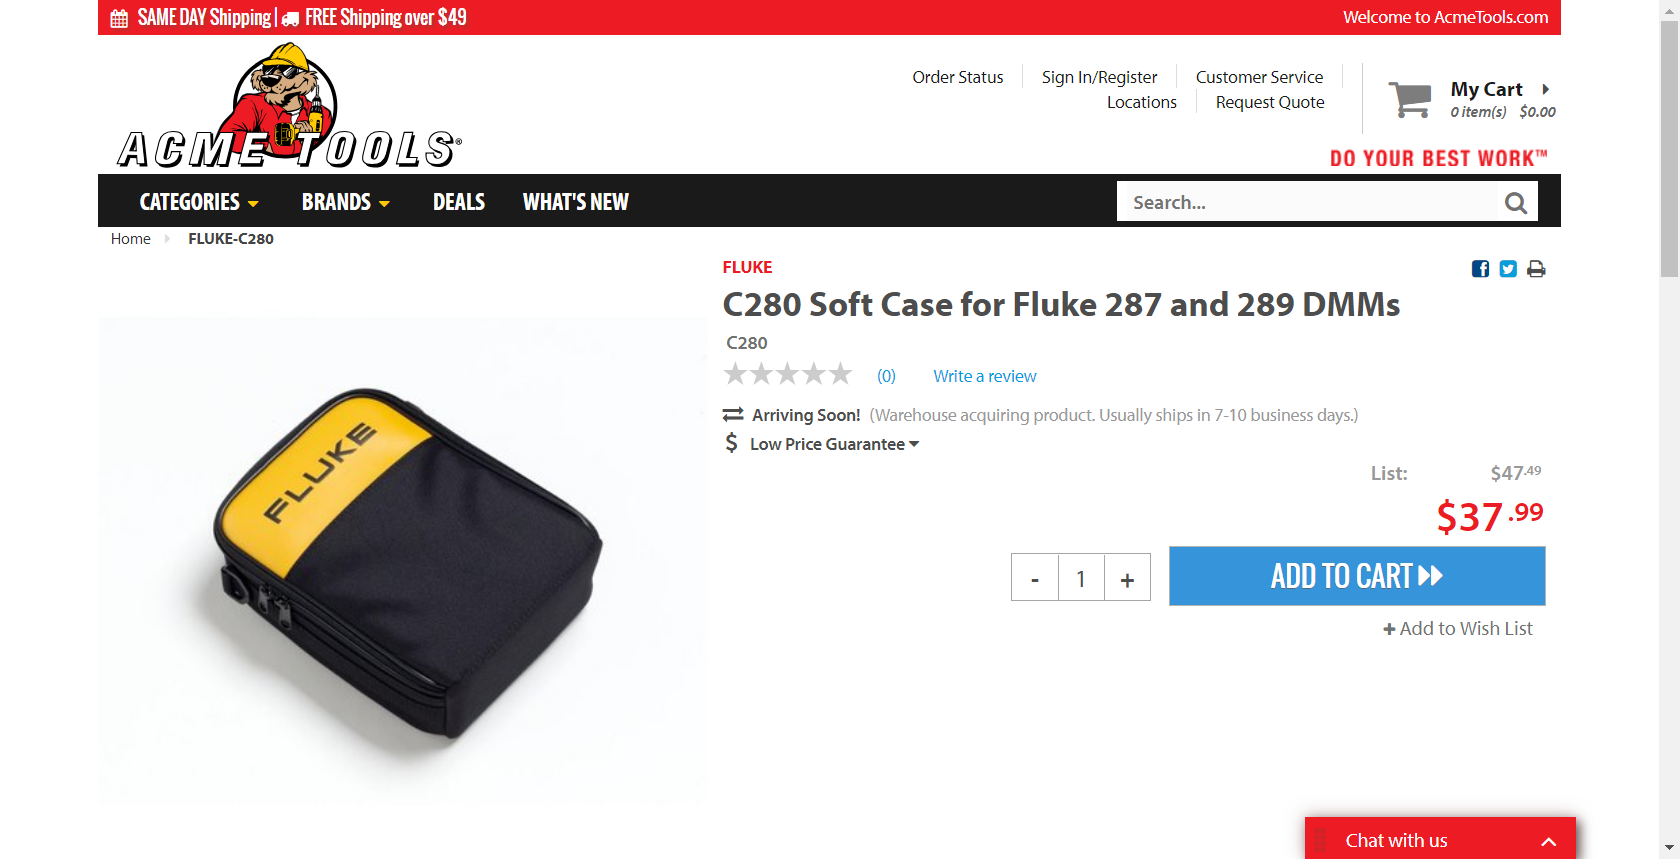 SAME DAY Shipping | FREE Shipping over $49
Welcome to AcmeTools.com
ACME TOOLS®
Order Status
Sign In/Register
Customer Service
Locations
Request Quote
My Cart
0 item(s) $0.00
DO YOUR BEST WORK™
CATEGORIES
BRANDS
DEALS
WHAT'S NEW
Search...
Home
FLUKE-C280
FLUKE
FLUKE
C280 Soft Case for Fluke 287 and 289 DMMs
C280
(0)
Write a review
Arriving Soon! (Warehouse acquiring product. Usually ships in 7-10 business days.)
$ Low Price Guarantee
List: $47.49
$37.99
- 1 +
ADD TO CART
+ Add to Wish List
Chat with us